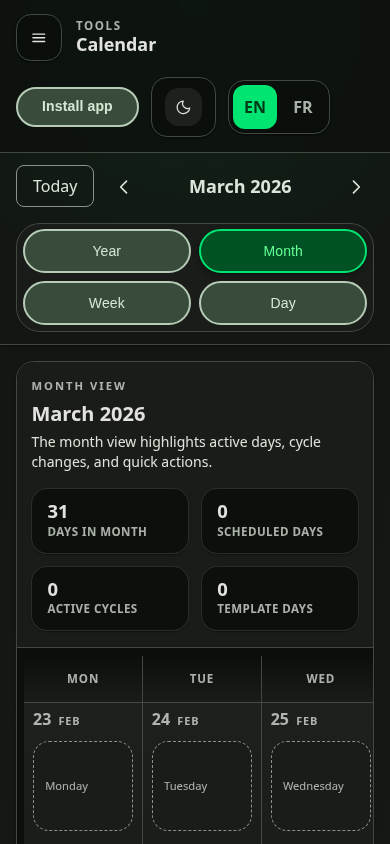 TOOLS
Calendar
Install app
EN FR
Today
March 2026
Year
Month
Week
Day
MONTH VIEW
March 2026
The month view highlights active days, cycle
changes, and quick actions.
31
DAYS IN MONTH
0
SCHEDULED DAYS
0
ACTIVE CYCLES
0
TEMPLATE DAYS
MON TUE WED
23 FEB 24 FEB 25 FEB
Monday Tuesday Wednesday